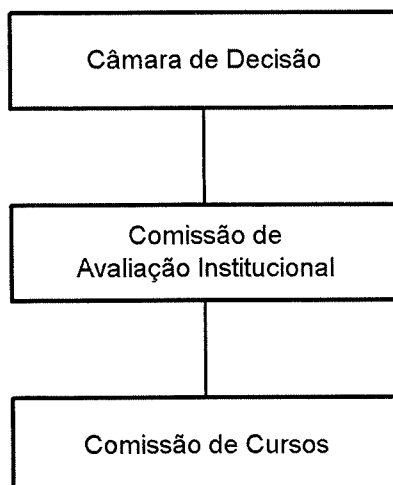 Câmara de Decisão
Comissão de
Avaliação Institucional
Comissão de Cursos